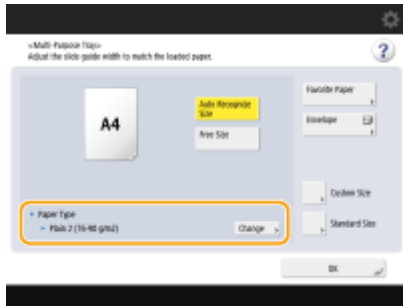 <Multi-Purpose Tray>
Adjust the slide guide width to match the loaded paper.
?
A4
Auto Recognize
Size
Free Size
Favorite Paper
Envelope
Custom Size
Standard Size
Paper Type
Plain 2 (76-90 g/m2)
Change
OK